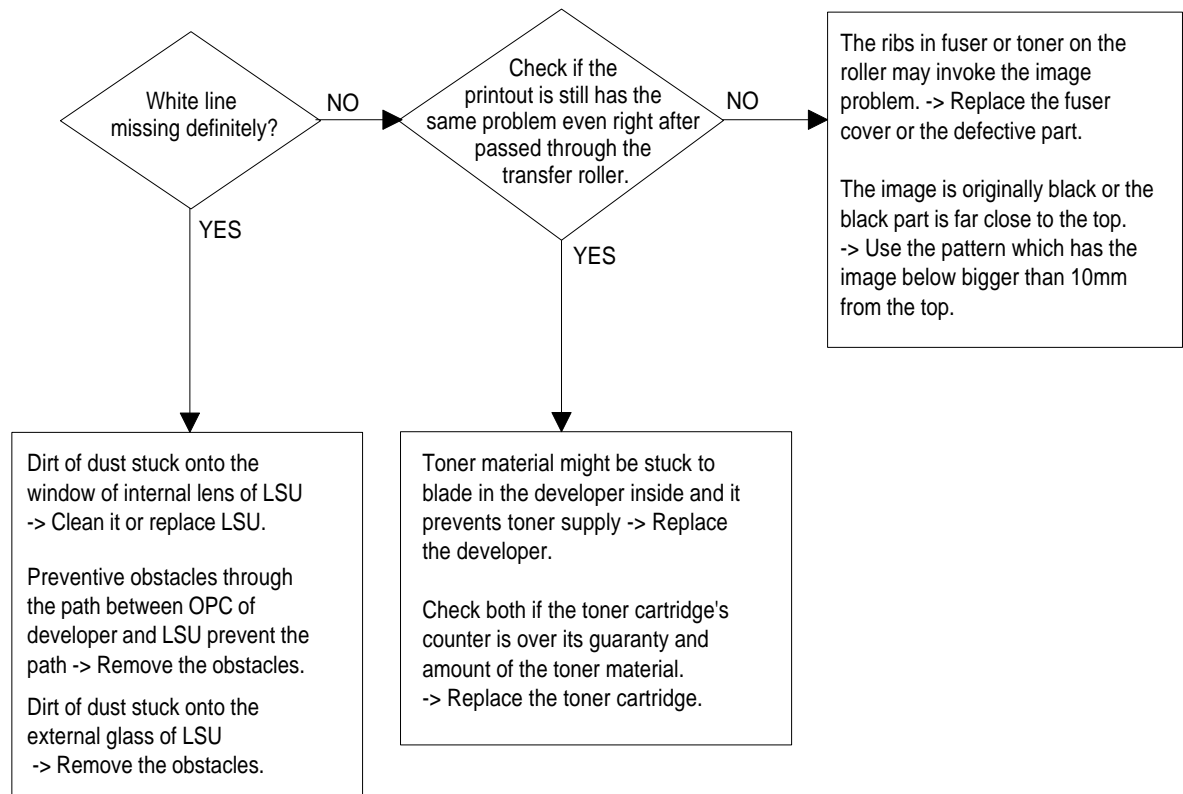 White line
missing definitely?
NO
YES
Check if the
printout is still has the
same problem even right after
passed through the
transfer roller.
NO
YES
The ribs in fuser or toner on the
roller may invoke the image
problem. -> Replace the fuser
cover or the defective part.
The image is originally black or the
black part is far close to the top.
-> Use the pattern which has the
image below bigger than 10mm
from the top.
Dirt of dust stuck onto the
window of internal lens of LSU
-> Clean it or replace LSU.
Preventive obstacles through
the path between OPC of
developer and LSU prevent the
path -> Remove the obstacles.
Dirt of dust stuck onto the
external glass of LSU
-> Remove the obstacles.
Toner material might be stuck to
blade in the developer inside and it
prevents toner supply -> Replace
the developer.
Check both if the toner cartridge's
counter is over its guaranty and
amount of the toner material.
-> Replace the toner cartridge.